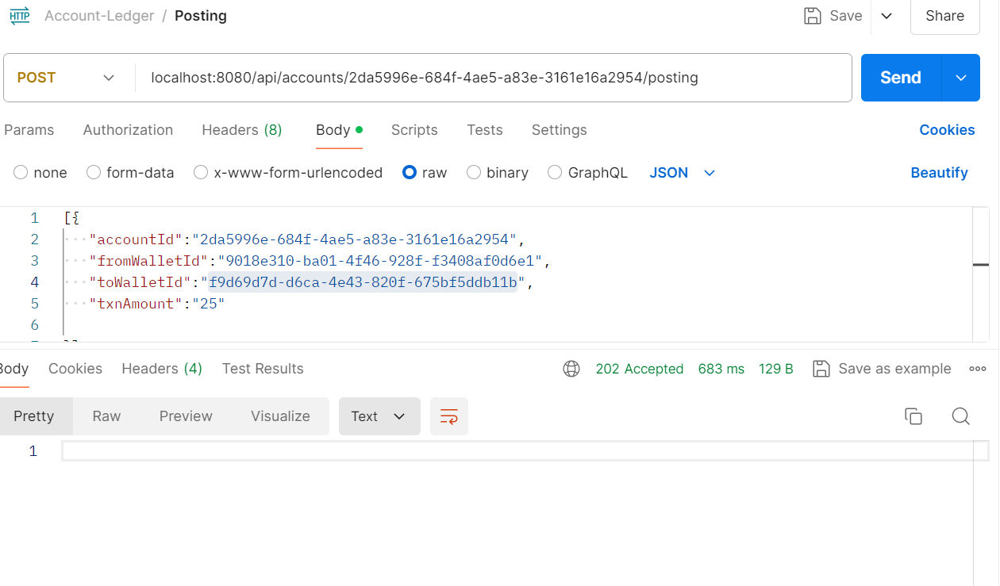 HTTP Account-Ledger / Posting Save Share
POST localhost:8080/api/accounts/2da5996e-684f-4ae5-a83e-3161e16a2954/posting Send
Params Authorization Headers (8) Body Scripts Tests Settings Cookies
none form-data x-www-form-urlencoded raw binary GraphQL JSON Beautify
1 [{
2 "accountId":"2da5996e-684f-4ae5-a83e-3161e16a2954",
3 "fromWalletId":"9018e310-ba01-4f46-928f-f3408af0d6e1",
4 "toWalletId":"f9d69d7d-d6ca-4e43-820f-675bf5ddb11b",
5 "txnAmount":"25"
6
Body Cookies Headers (4) Test Results 202 Accepted 683 ms 129 B Save as example
Pretty Raw Preview Visualize Text
1